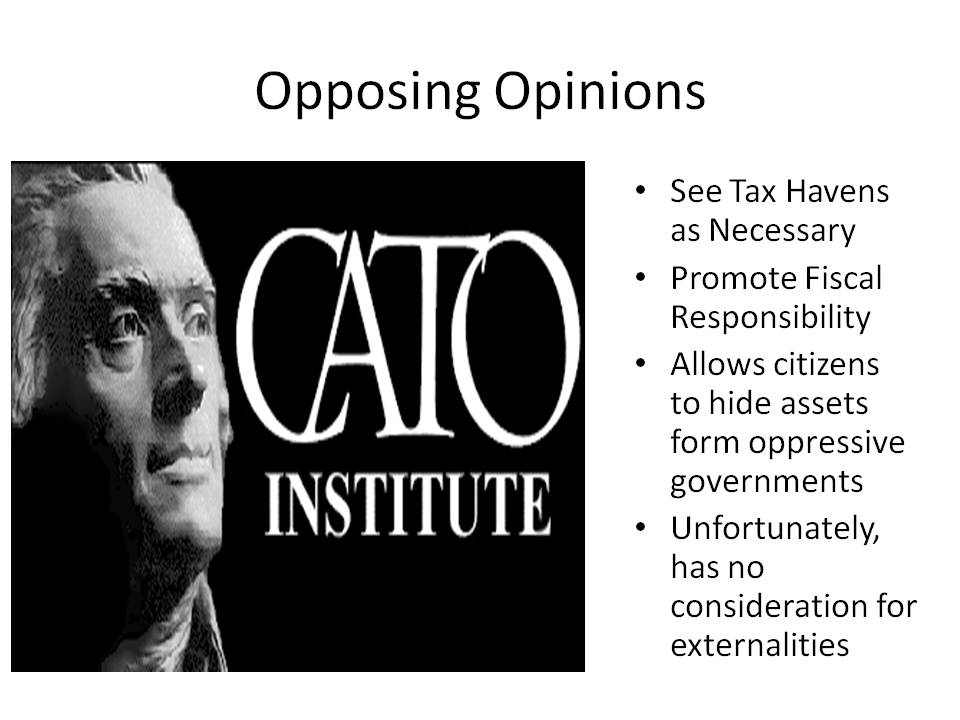 Opposing Opinions
CATO
INSTITUTE
• See Tax Havens
as Necessary
• Promote Fiscal
Responsibility
• Allows citizens
to hide assets
form oppressive
governments
• Unfortunately,
has no
consideration for
externalities